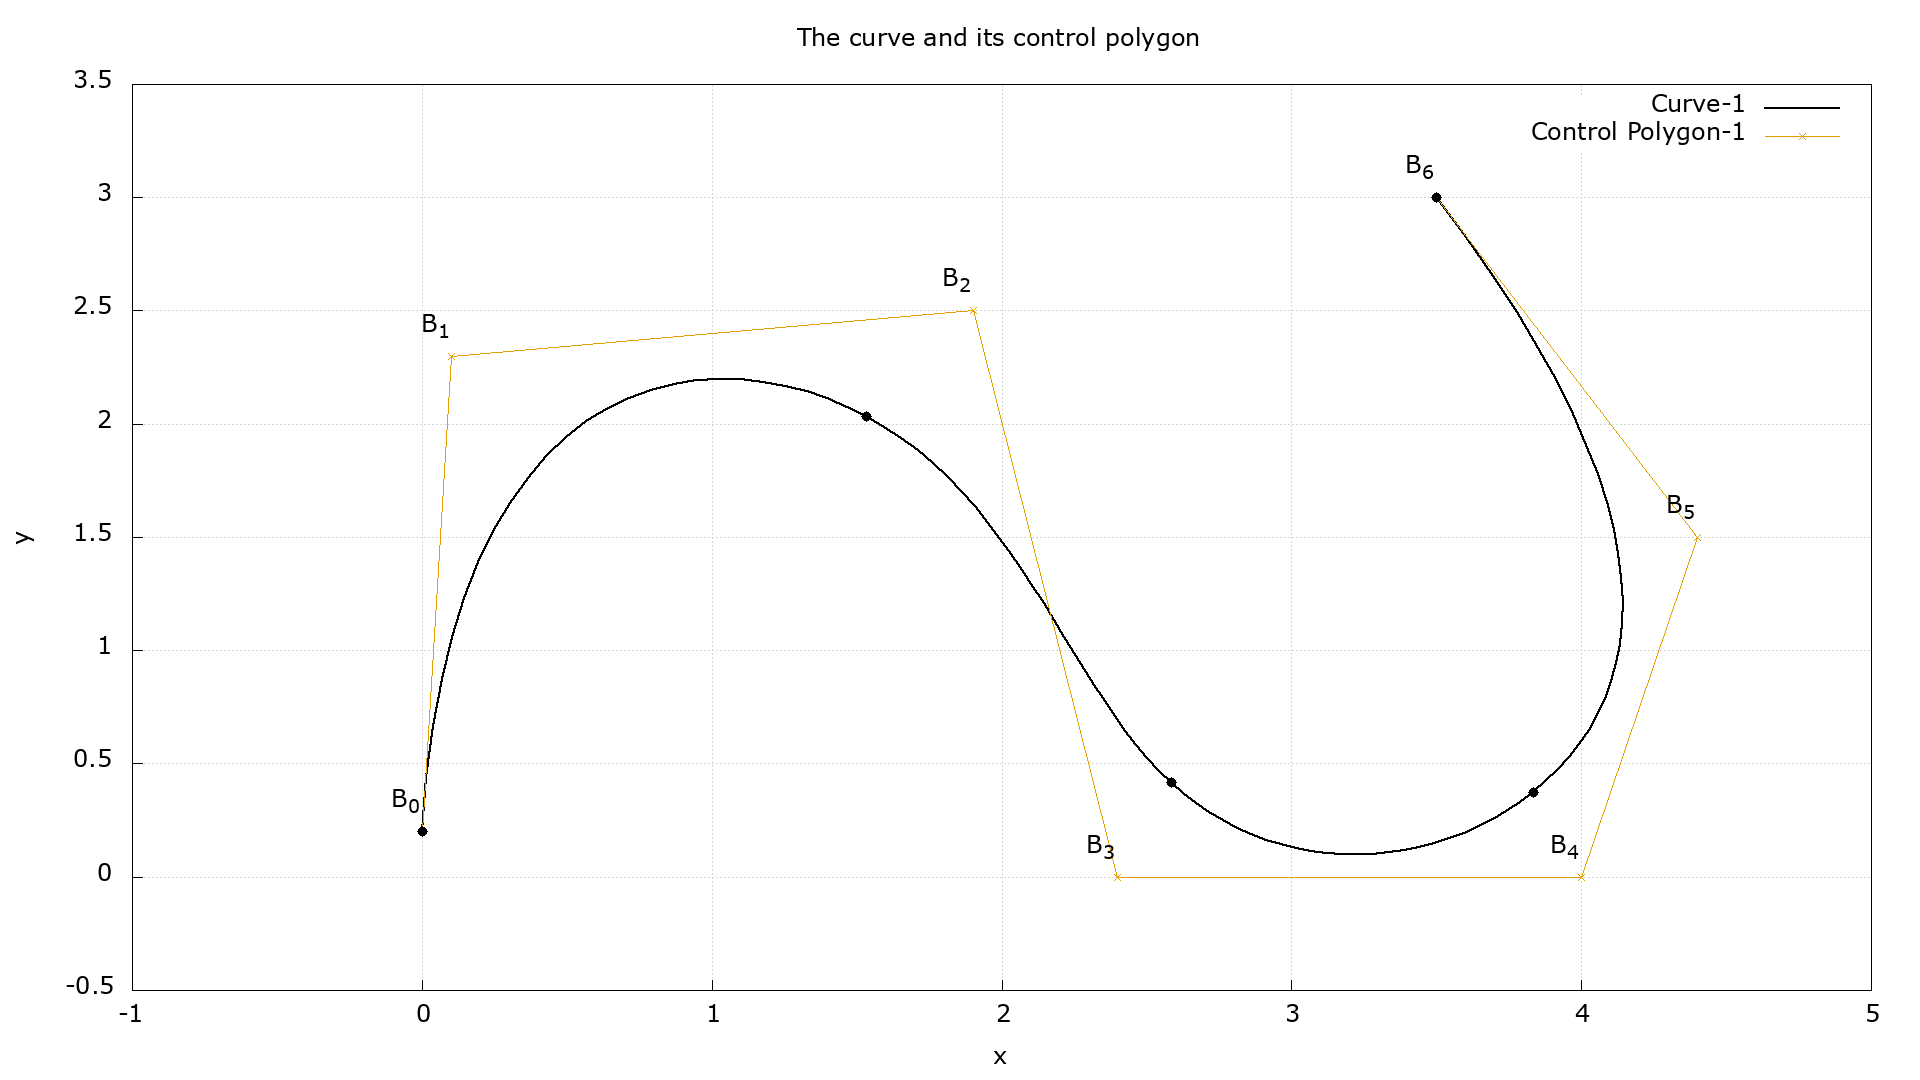 The curve and its control polygon
3.5
3
2.5
2
1.5
1
0.5
0
-0.5
-1
0
1
2
3
4
5
x
y
Curve-1
Control Polygon-1
B0
B1
B2
B3
B4
B5
B6